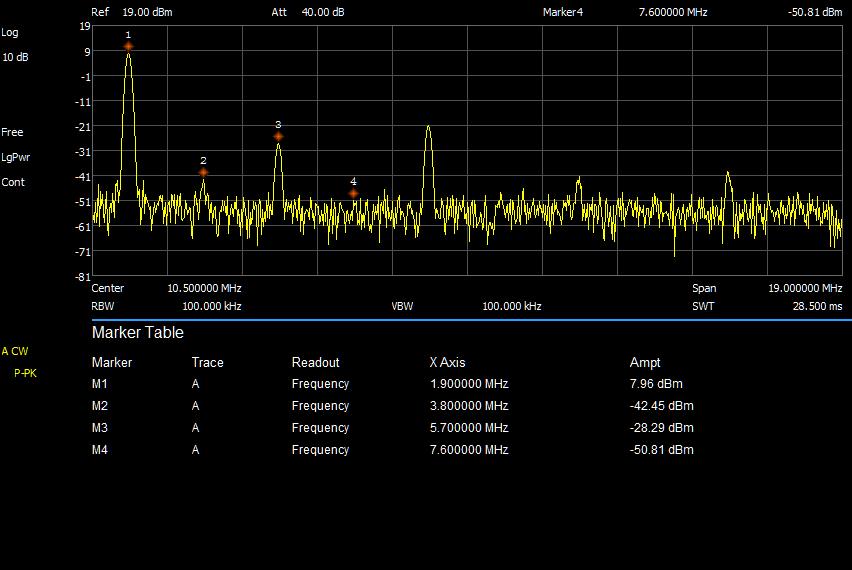 Ref 19.00 dBm Att 40.00 dB Marker4 7.600000 MHz -50.81 dBm
Log
10 dB
Free
LgPwr
Cont
19
9
-1
-11
-21
-31
-41
-51
-61
-71
-81
1
2
3
4
Center 10.500000 MHz Span 19.000000 MHz
RBW 100.000 kHz VBW 100.000 kHz SWT 28.500 ms
Marker Table
A CW
P-PK
Marker Trace Readout X Axis Ampt
M1 A Frequency 1.900000 MHz 7.96 dBm
M2 A Frequency 3.800000 MHz -42.45 dBm
M3 A Frequency 5.700000 MHz -28.29 dBm
M4 A Frequency 7.600000 MHz -50.81 dBm